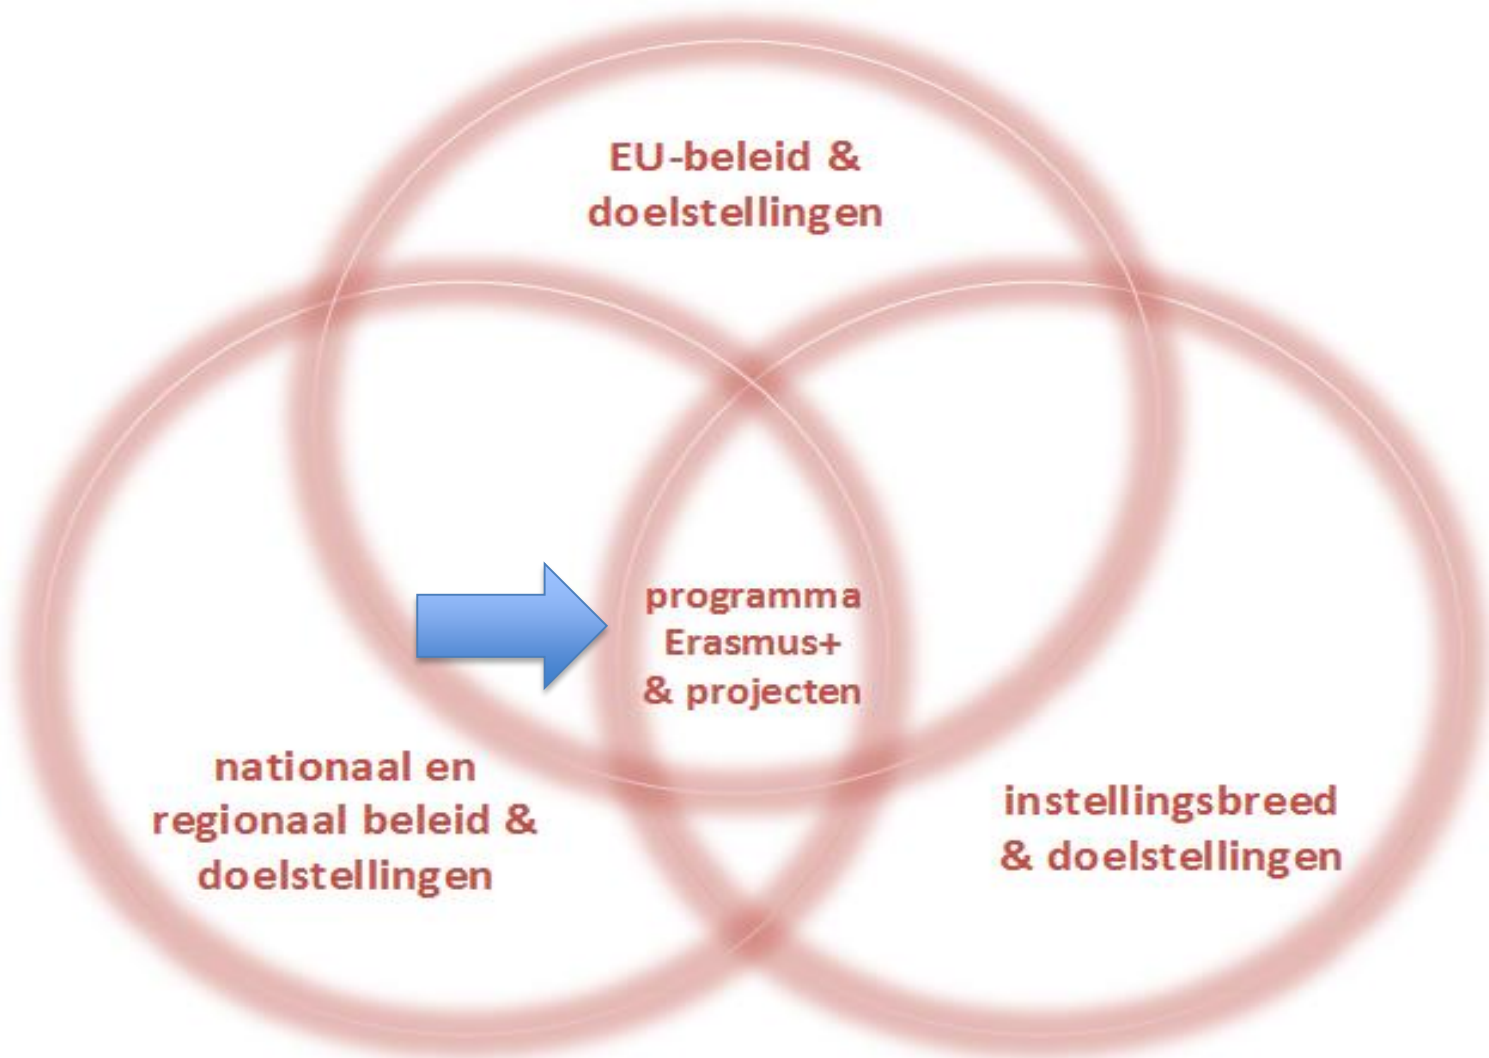 EU-beleid &
doelstellingen
programma
Erasmus+
& projecten
nationaal en
regionaal beleid &
doelstellingen
instellingsbreed
& doelstellingen